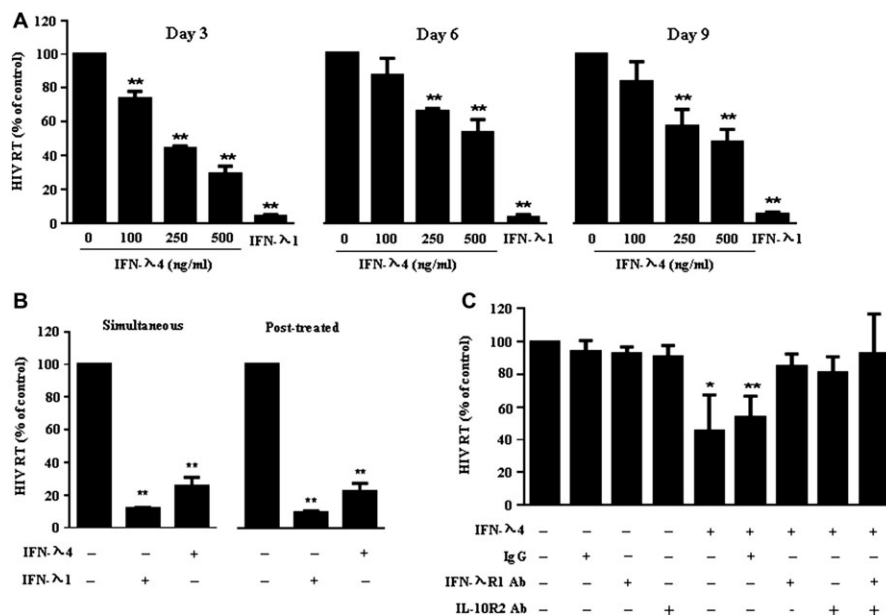 A
Day 3
Day 6
Day 9
HIV RT (% of control)
100
80
60
40
20
0
** ** ** **
** ** **
** ** **
0 100 250 500 IFN-λ1
IFN-λ4 (ng/ml)
0 100 250 500 IFN-λ1
IFN-λ4 (ng/ml)
0 100 250 500 IFN-λ1
IFN-λ4 (ng/ml)
B
Simultaneous
Post-treated
HIV RT (% of control)
120
100
80
60
40
20
0
** **
** **
IFN-λ4 – – + – – +
IFN-λ1 – + – – + –
C
HIV RT (% of control)
120
100
80
60
40
20
0
* **
IFN-λ4 – – – – + + + + +
IgG – + – – – + – – –
IFN-λR1 Ab – – + – – – + – +
IL-10R2 Ab – – – + – – - + +